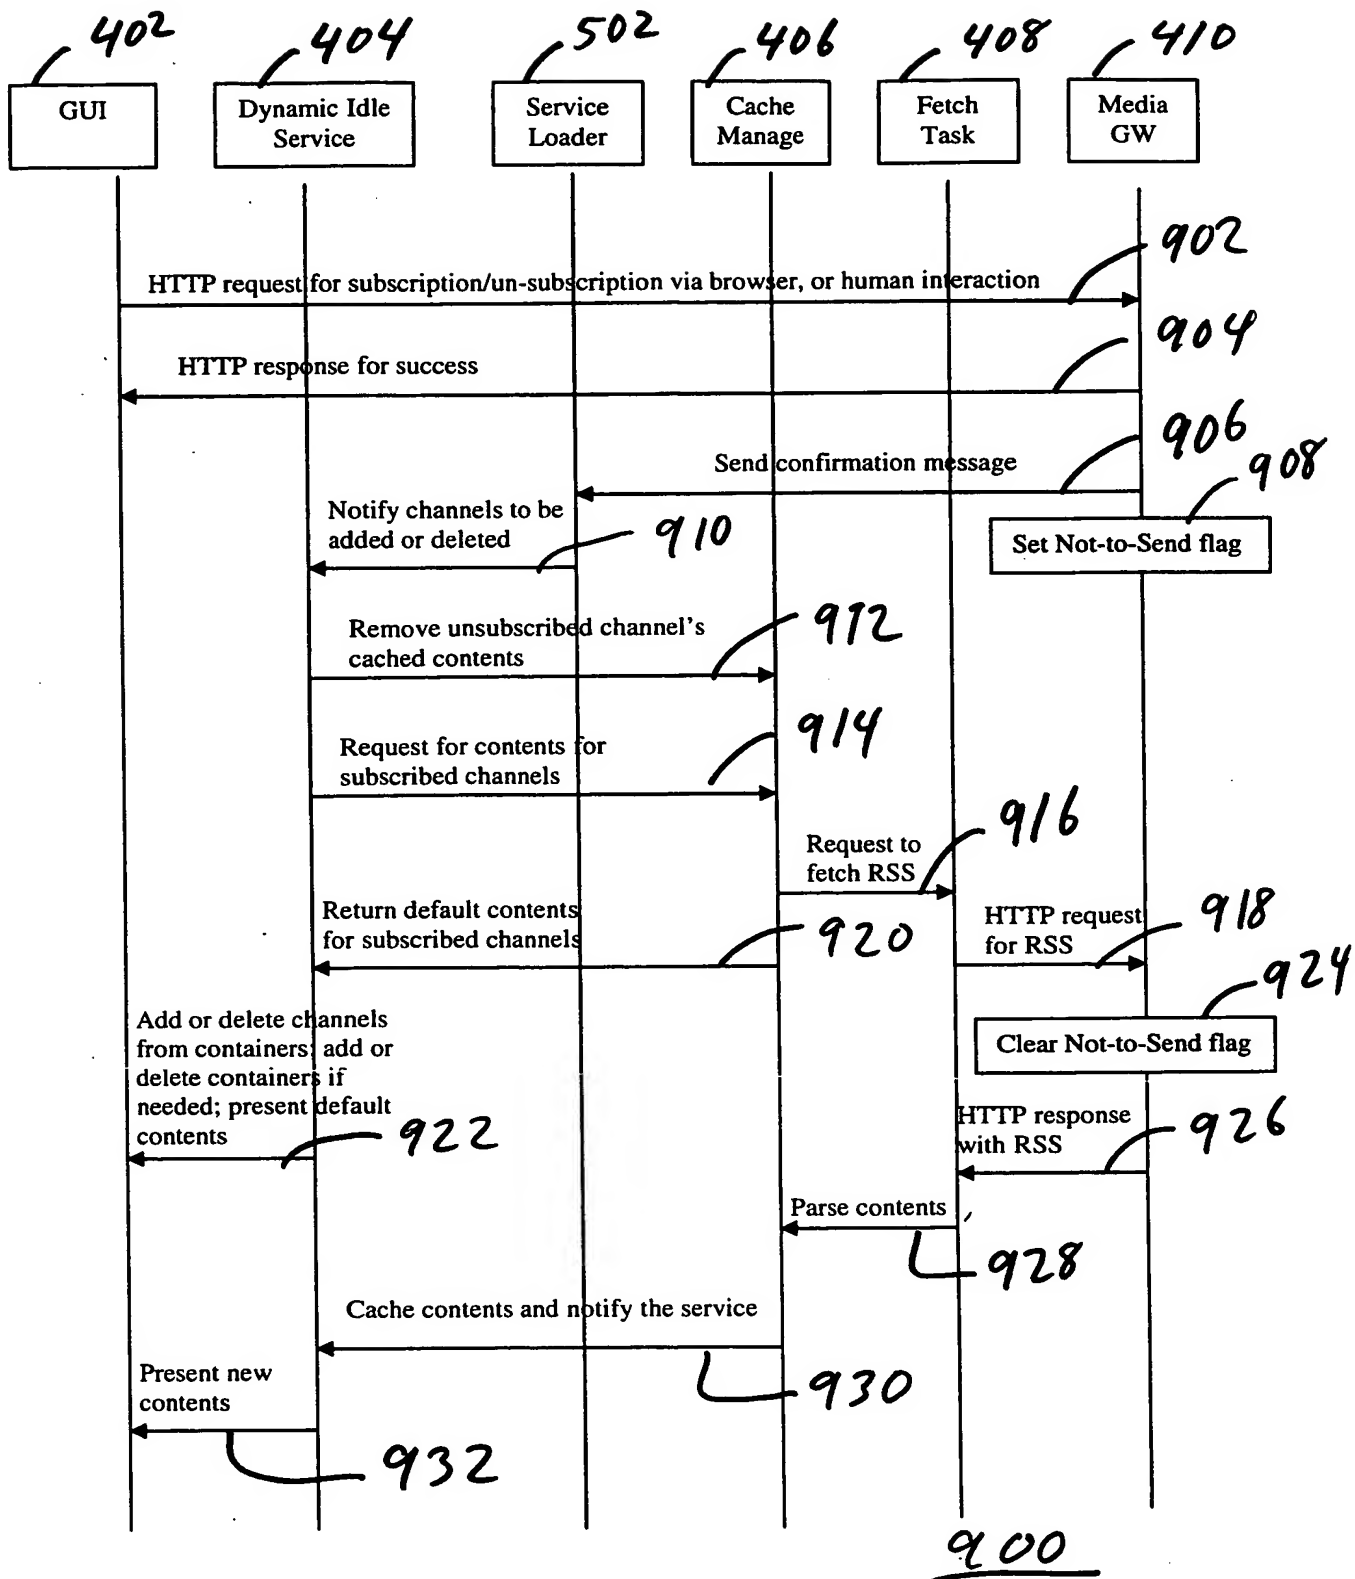 402
404
502
406
408
410
GUI
Dynamic Idle
Service
Service
Loader
Cache
Manage
Fetch
Task
Media
GW
902
HTTP request for subscription/un-subscription via browser, or human interaction
904
HTTP response for success
906
Send confirmation message
908
Set Not-to-Send flag
Notify channels to be
added or deleted
910
Remove unsubscribed channel's
cached contents
912
Request for contents for
subscribed channels
914
Request to
fetch RSS
916
Return default contents
for subscribed channels
920
HTTP request
for RSS
918
924
Clear Not-to-Send flag
Add or delete channels
from containers; add or
delete containers if
needed; present default
contents
922
HTTP response
with RSS
926
Parse contents
928
Cache contents and notify the service
930
Present new
contents
932
900